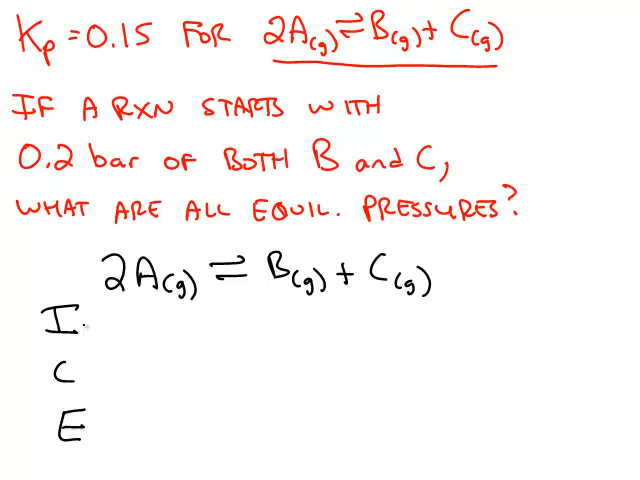 Kp = 0.15 FOR 2A(g) ⇌ B(g) + C(g)
IF A RXN STARTS WITH
0.2 bar OF BOTH B and C,
WHAT ARE ALL EQUIL. PRESSURES?
2A(g) ⇌ B(g) + C(g)
I
C
E